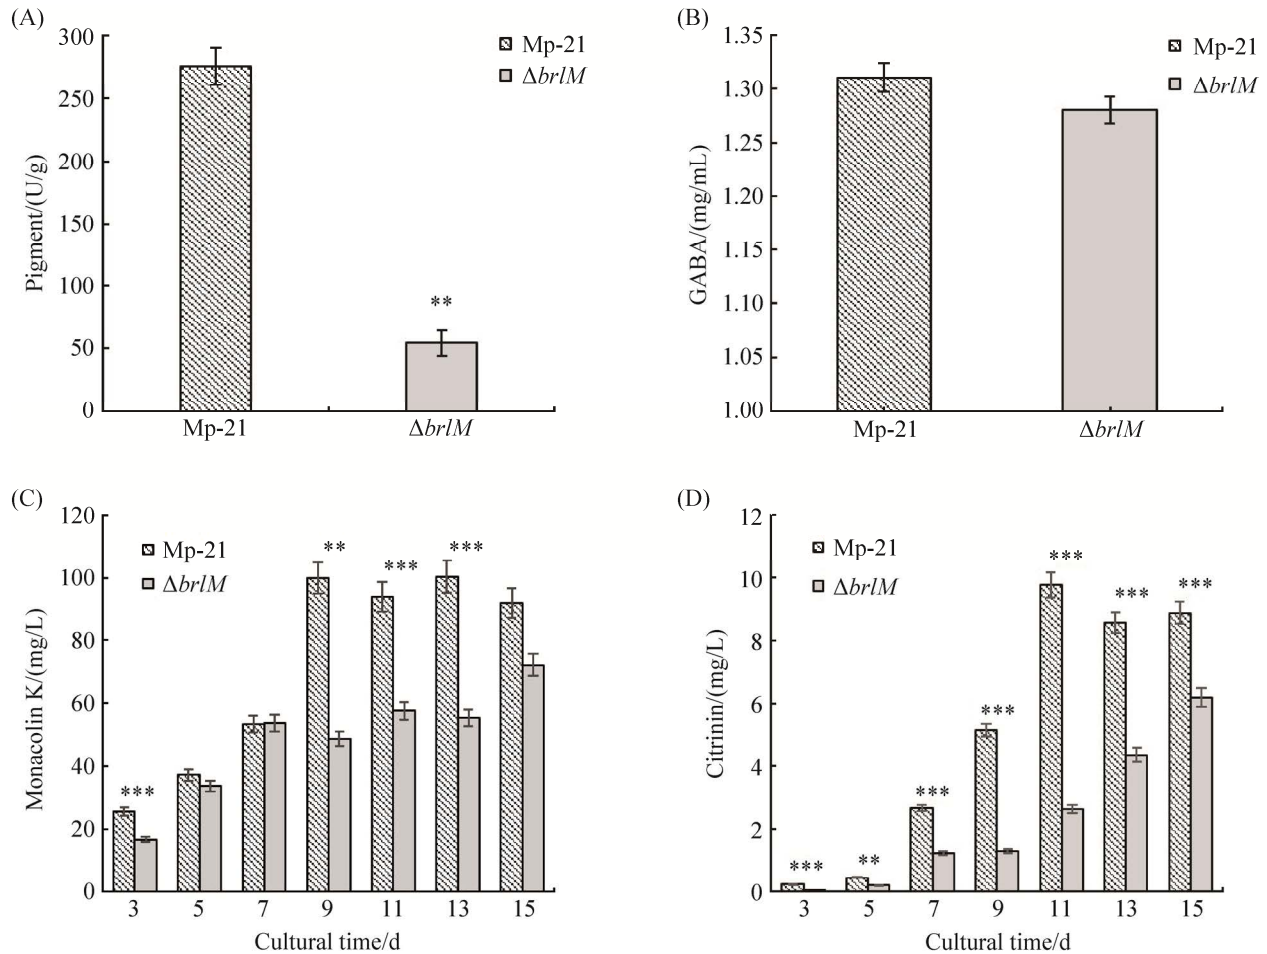 (A)
300
250
200
150
100
50
0
Pigment/(U/g)
Mp-21
ΔbrlM
**
Mp-21
ΔbrlM
(B)
1.35
1.30
1.25
1.20
1.15
1.10
1.05
1.00
GABA/(mg/mL)
Mp-21
ΔbrlM
Mp-21
ΔbrlM
(C)
120
100
80
60
40
20
0
Monacolin K/(mg/L)
Mp-21
ΔbrlM
***
**
***
***
3 5 7 9 11 13 15
Cultural time/d
(D)
12
10
8
6
4
2
0
Citrinin/(mg/L)
Mp-21
ΔbrlM
***
**
***
***
***
***
***
3 5 7 9 11 13 15
Cultural time/d